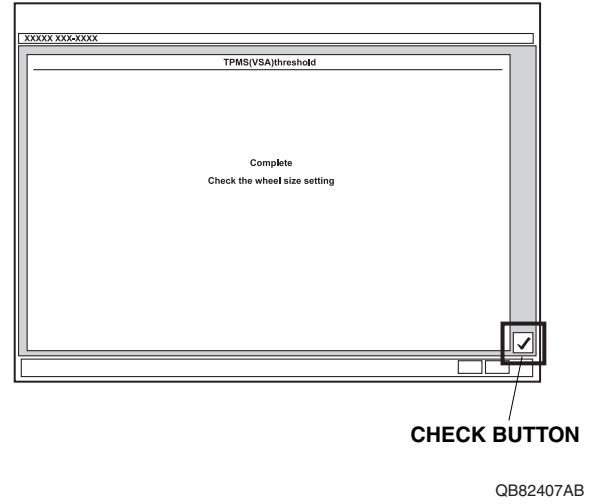 XXXXX XXX-XXXX
TPMS(VSA)threshold
Complete
Check the wheel size setting
CHECK BUTTON
QB82407AB